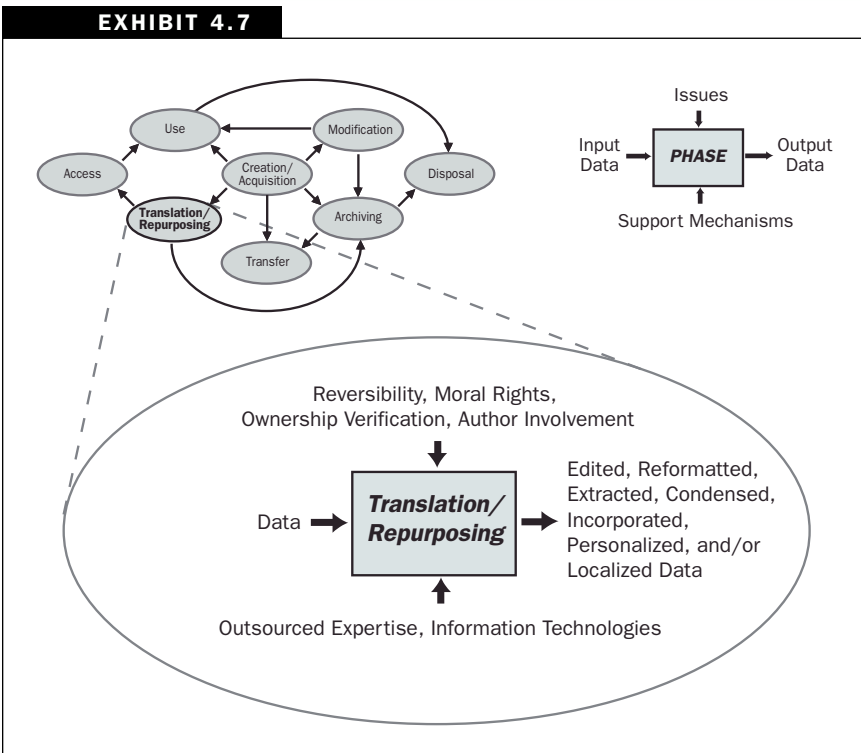 EXHIBIT 4.7
Use
Modification
Access
Creation/
Acquisition
Disposal
Translation/
Repurposing
Archiving
Transfer
Issues
Input
Data
PHASE
Output
Data
Support Mechanisms
Reversibility, Moral Rights,
Ownership Verification, Author Involvement
Data
Translation/
Repurposing
Edited, Reformatted,
Extracted, Condensed,
Incorporated,
Personalized, and/or
Localized Data
Outsourced Expertise, Information Technologies